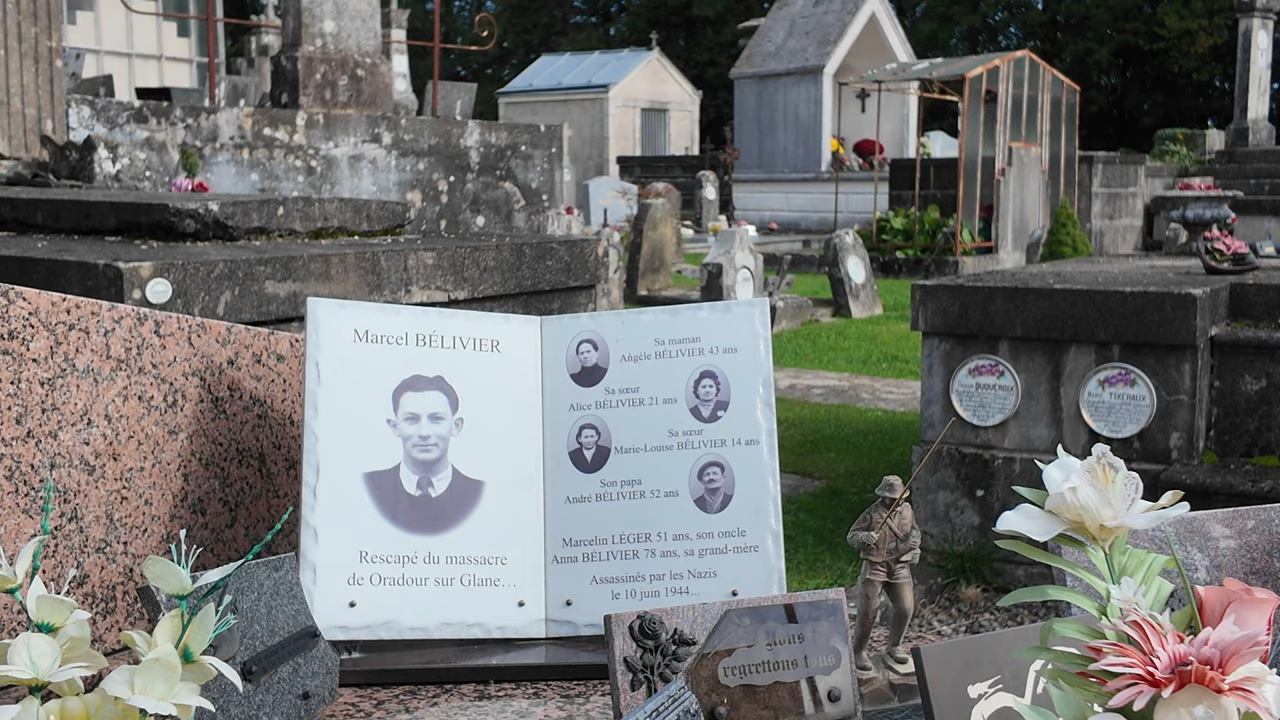 Marcel BÉLIVIER
Rescapé du massacre
de Oradour sur Glane…
Sa maman
Angèle BÉLIVIER 43 ans
Sa sœur
Alice BÉLIVIER 21 ans
Sa sœur
Marie-Louise BÉLIVIER 14 ans
Son papa
André BÉLIVIER 52 ans
Marcelin LÉGER 51 ans, son oncle
Anna BÉLIVIER 78 ans, sa grand-mère
Assassinés par les Nazis
le 10 juin 1944...
Nous
regrettons tous
DUQUEROIX
TEXERAUX